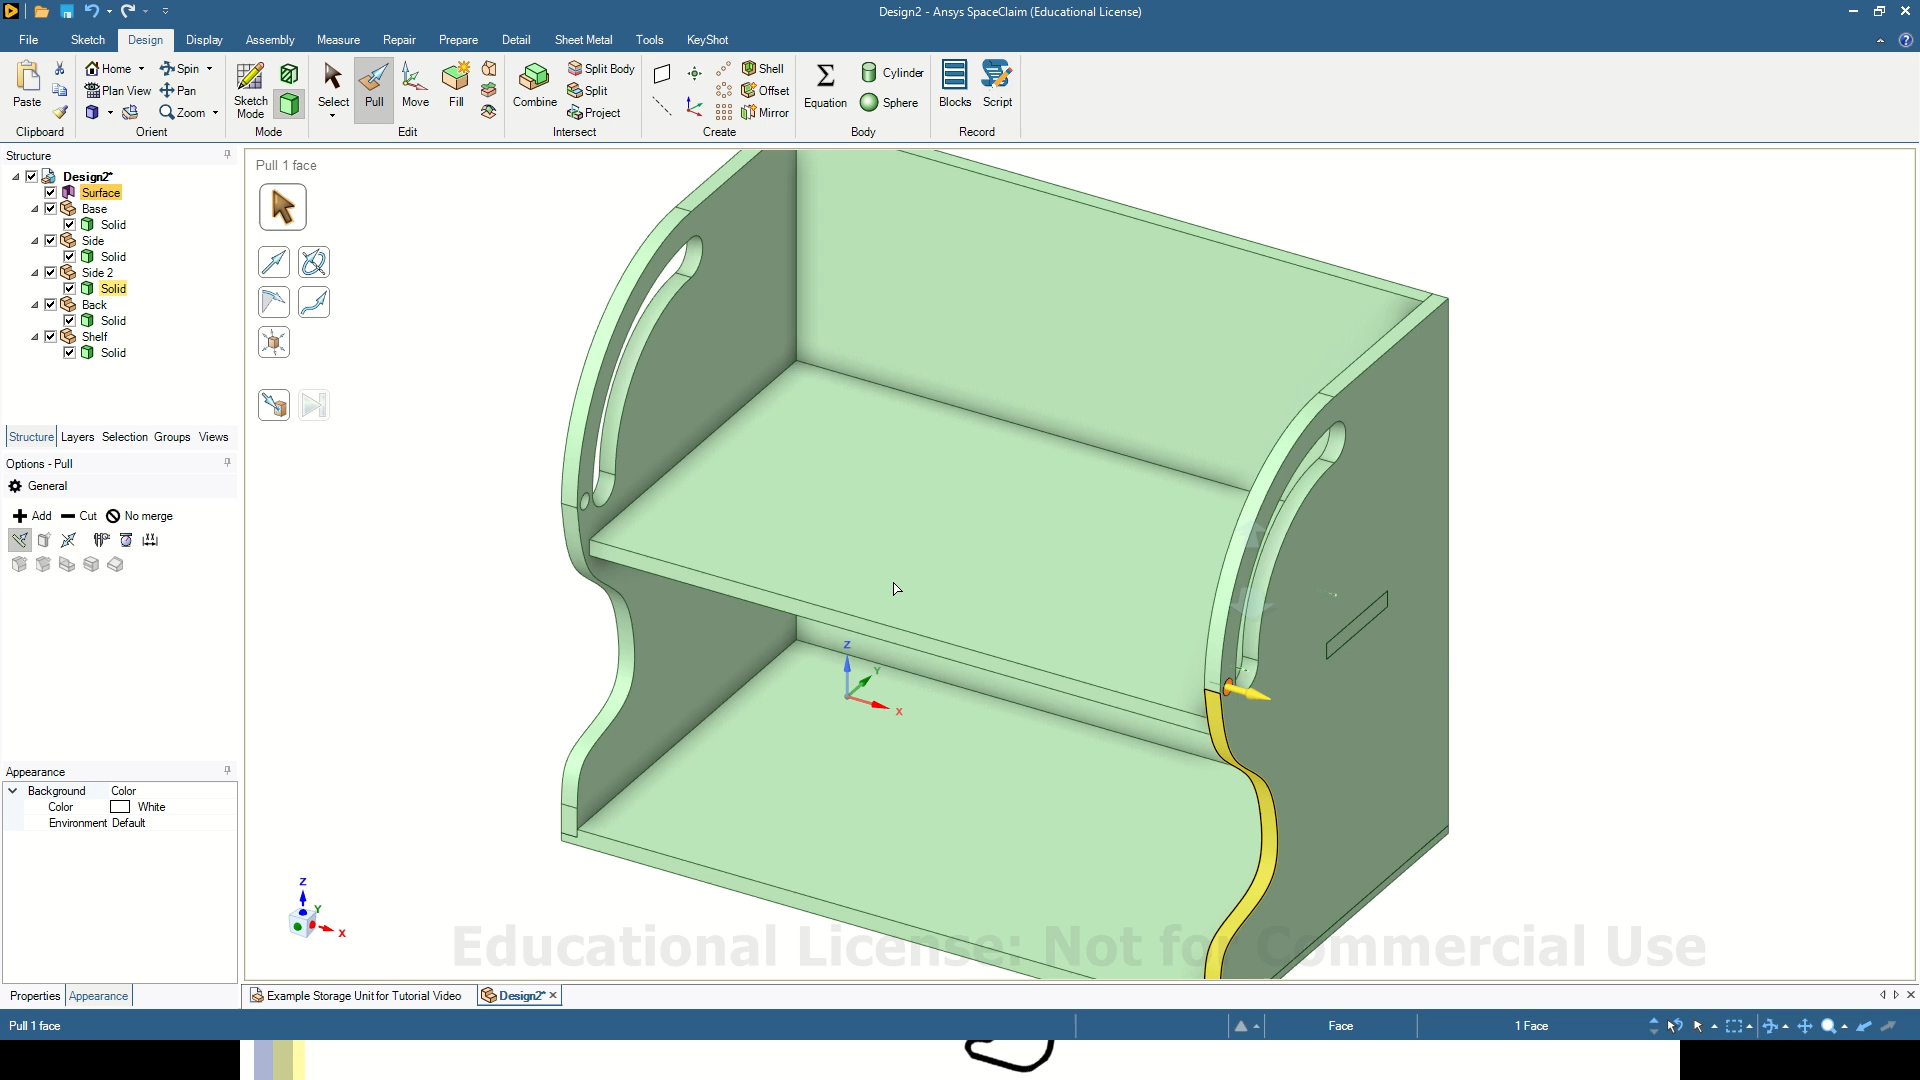 Design2 - Ansys SpaceClaim (Educational License)
File Sketch Design Display Assembly Measure Repair Prepare Detail Sheet Metal Tools KeyShot
Paste
Clipboard
Home Spin
Plan View Pan
Zoom
Orient
Sketch Mode
Mode
Select Pull Move Fill
Edit
Combine
Split Body
Split
Project
Intersect
Shell
Offset
Mirror
Create
Equation
Cylinder
Sphere
Body
Blocks Script
Record
Structure
Design2*
Surface
Base
Solid
Side
Solid
Side 2
Solid
Back
Solid
Shelf
Solid
Structure Layers Selection Groups Views
Options - Pull
General
Add Cut No merge
Appearance
Background Color
Color White
Environment Default
Properties Appearance
Pull 1 face
Z
Y
X
Z
Y
X
Educational License: Not for Commercial Use
Example Storage Unit for Tutorial Video Design2*
Pull 1 face Face 1 Face